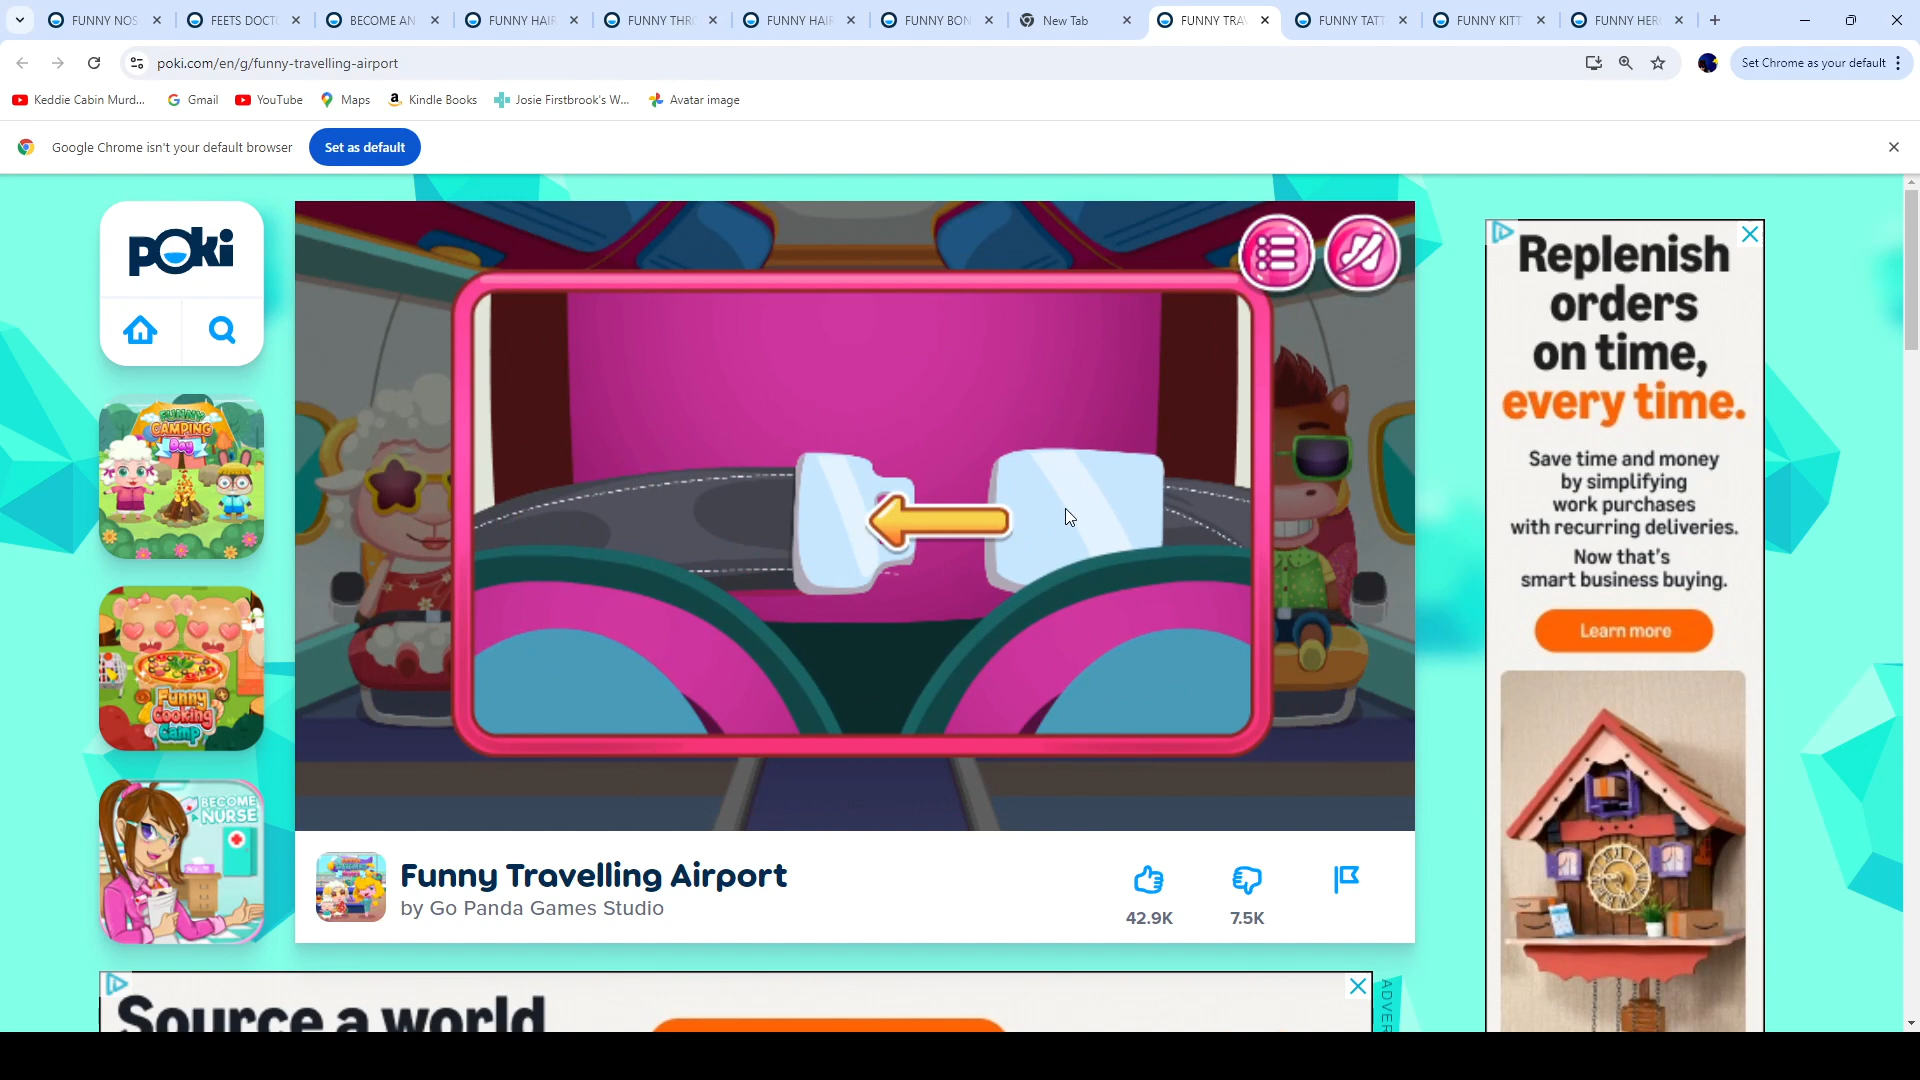 FUNNY NOS
FEETS DOCT
BECOME AN
FUNNY HAIR
FUNNY THR
FUNNY HAIR
FUNNY BON
New Tab
FUNNY TRAV
FUNNY TATT
FUNNY KITT
FUNNY HER
poki.com/en/g/funny-travelling-airport
Set Chrome as your default
Keddie Cabin Murd...
Gmail
YouTube
Maps
Kindle Books
Josie Firstbrook's W...
Avatar image
Google Chrome isn't your default browser
Set as default
poki
FUNNY
CAMPING
Day
Funny
Cooking
Camp
BECOME
NURSE
Funny Travelling Airport
by Go Panda Games Studio
42.9K
7.5K
Replenish
orders
on time,
every time.
Save time and money
by simplifying
work purchases
with recurring deliveries.
Now that's
smart business buying.
Learn more
Source a world
ADVER